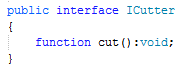 public interface ICutter
{
    function cut():void;
}